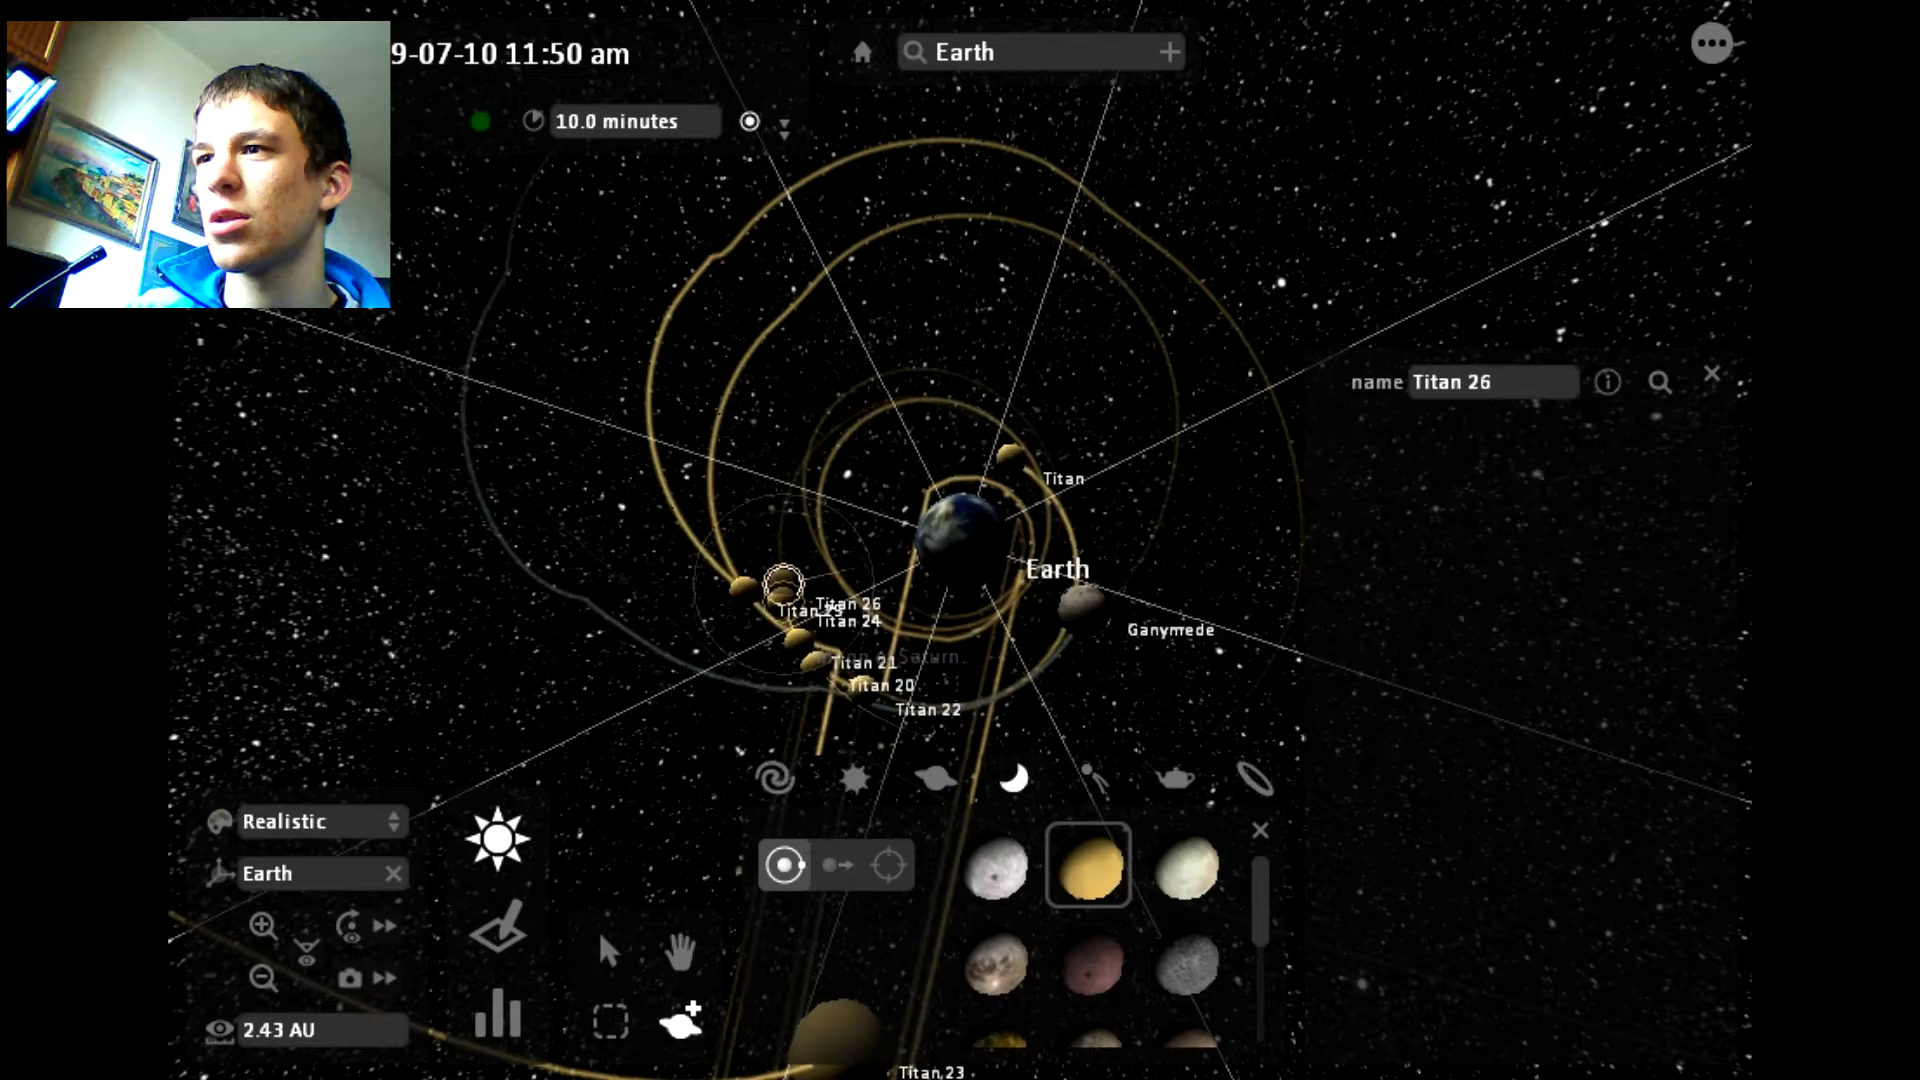 9-07-10 11:50 am
Earth
10.0 minutes
name Titan 26
Titan
Earth
Ganymede
Titan 26
Titan 24
Titan 21
Titan 20
Titan 22
Realistic
Earth
2.43 AU
Titan 23